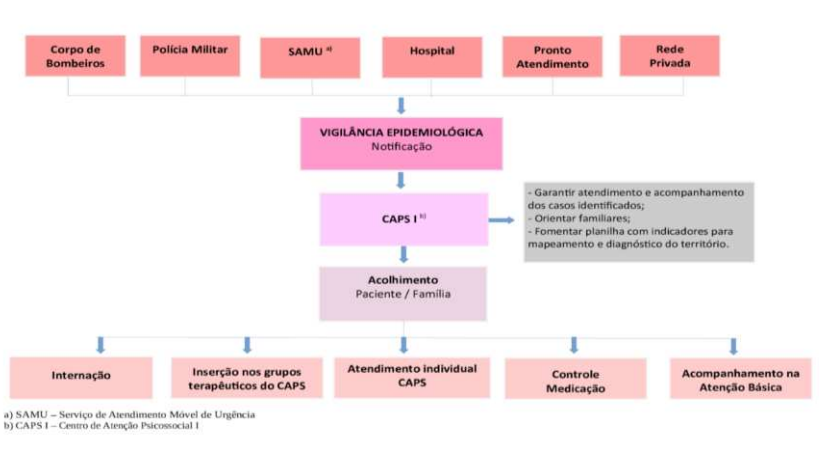 Corpo de
Bombeiros
Polícia Militar
SAMU a)
Hospital
Pronto
Atendimento
Rede
Privada
VIGILÂNCIA EPIDEMIOLÓGICA
Notificação
CAPS I b)
- Garantir atendimento e acompanhamento
dos casos identificados;
- Orientar familiares;
- Fomentar planilha com indicadores para
mapeamento e diagnóstico do território.
Acolhimento
Paciente / Família
Internação
Inserção nos grupos
terapêuticos do CAPS
Atendimento individual
CAPS
Controle
Medicação
Acompanhamento na
Atenção Básica
a) SAMU – Serviço de Atendimento Móvel de Urgência
b) CAPS I – Centro de Atenção Psicossocial I